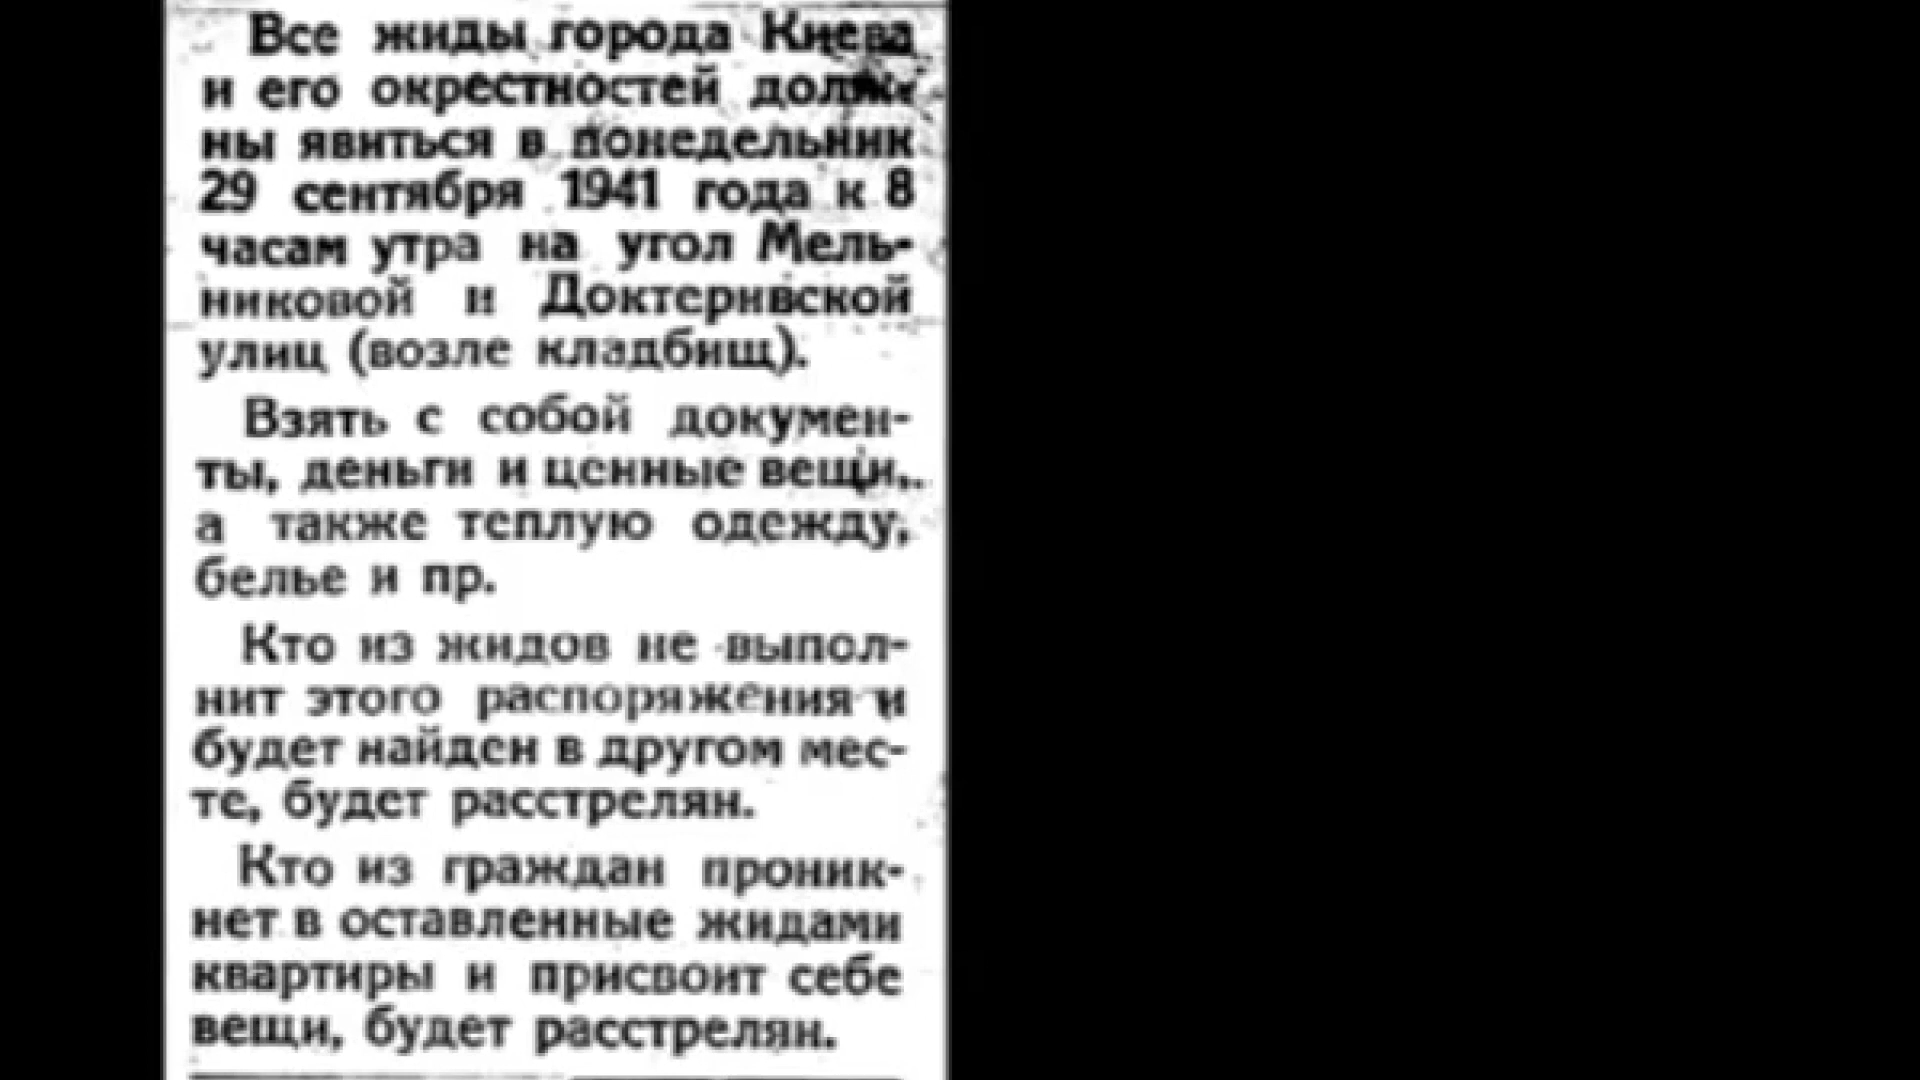 Все жиды города Киева
и его окрестностей долж-
ны явиться в понедельник
29 сентября 1941 года к 8
часам утра на угол Мель-
никовой и Доктеривской
улиц (возле кладбищ).
Взять с собой докумен-
ты, деньги и ценные вещи,
а также теплую одежду,
белье и пр.
Кто из жидов не выпол-
нит этого распоряжения и
будет найден в другом мес-
те, будет расстрелян.
Кто из граждан проник-
нет в оставленные жидами
квартиры и присвоит себе
вещи, будет расстрелян.